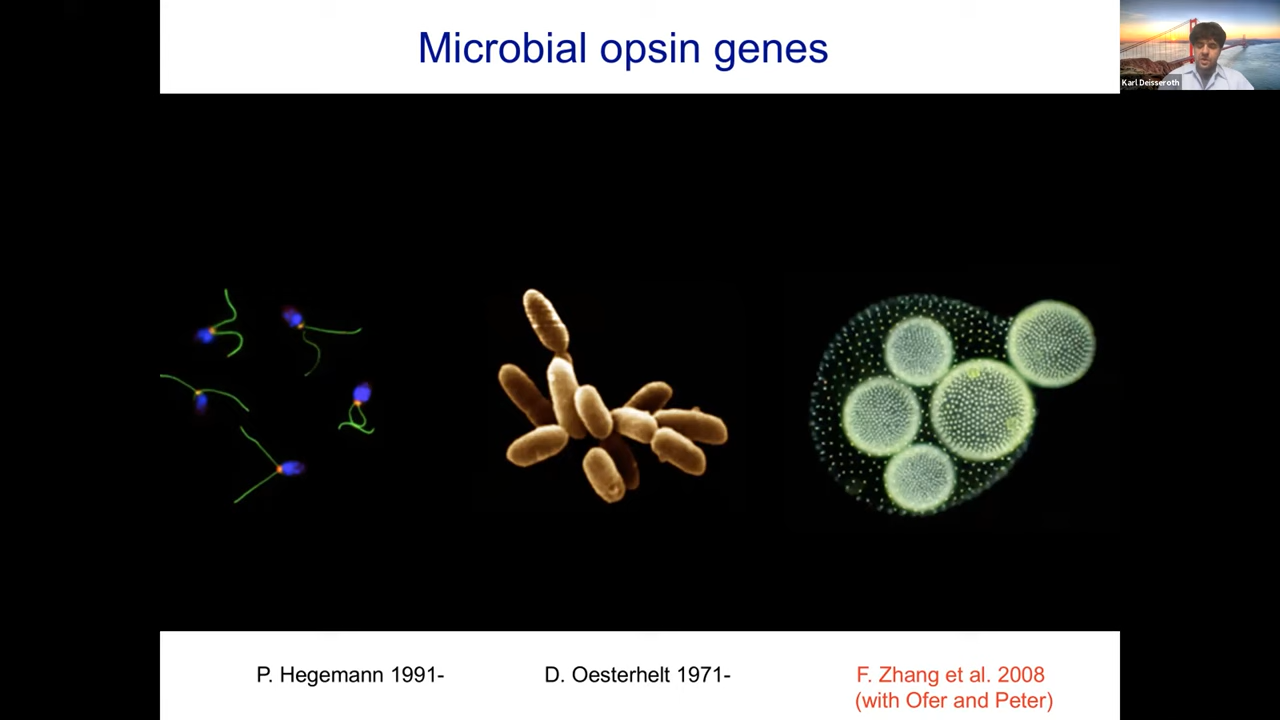 Microbial opsin genes
Karl Deisseroth
P. Hegemann 1991-
D. Oesterhelt 1971-
F. Zhang et al. 2008
(with Ofer and Peter)